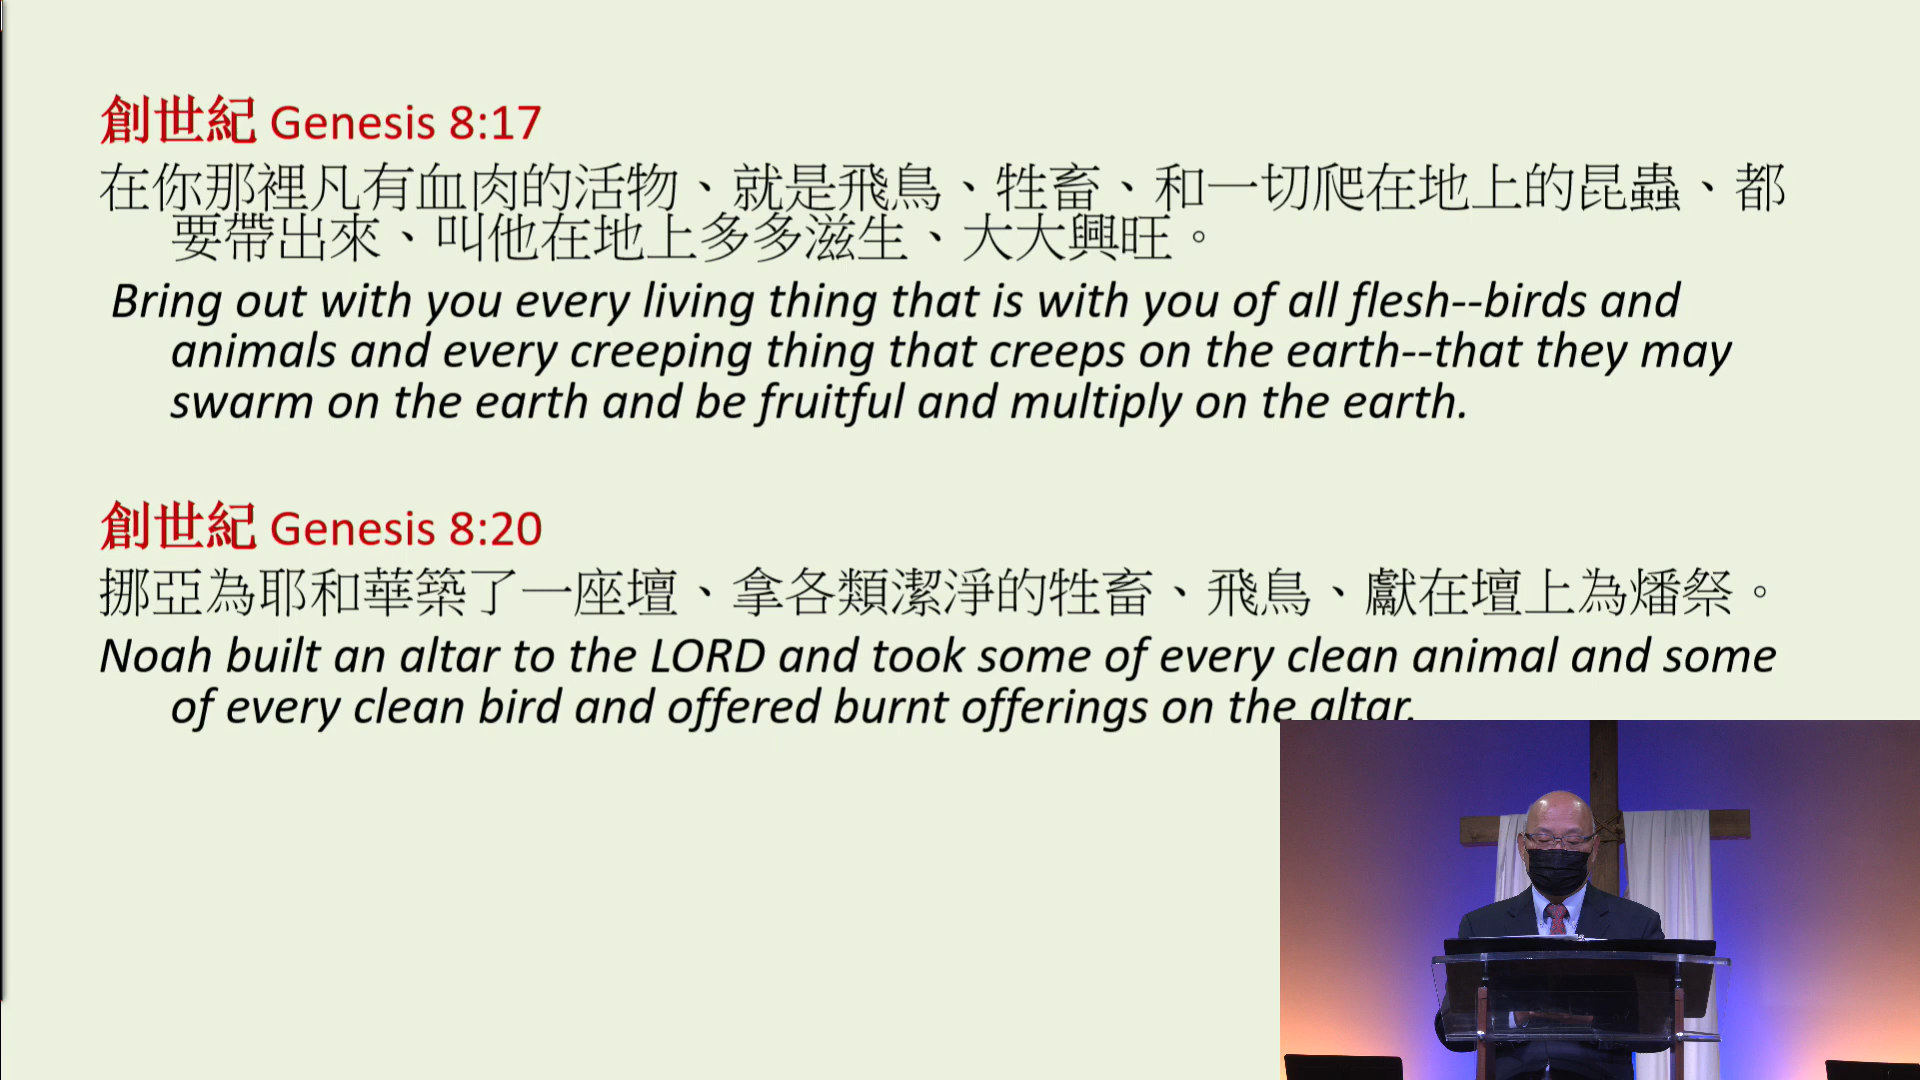 創世紀 Genesis 8:17
在你那裡凡有血肉的活物、就是飛鳥、牲畜、和一切爬在地上的昆蟲、都
要帶出來、叫他在地上多多滋生、大大興旺。
Bring out with you every living thing that is with you of all flesh--birds and
animals and every creeping thing that creeps on the earth--that they may
swarm on the earth and be fruitful and multiply on the earth.
創世紀 Genesis 8:20
挪亞為耶和華築了一座壇、拿各類潔淨的牲畜、飛鳥、獻在壇上為燔祭。
Noah built an altar to the LORD and took some of every clean animal and some
of every clean bird and offered burnt offerings on the altar.